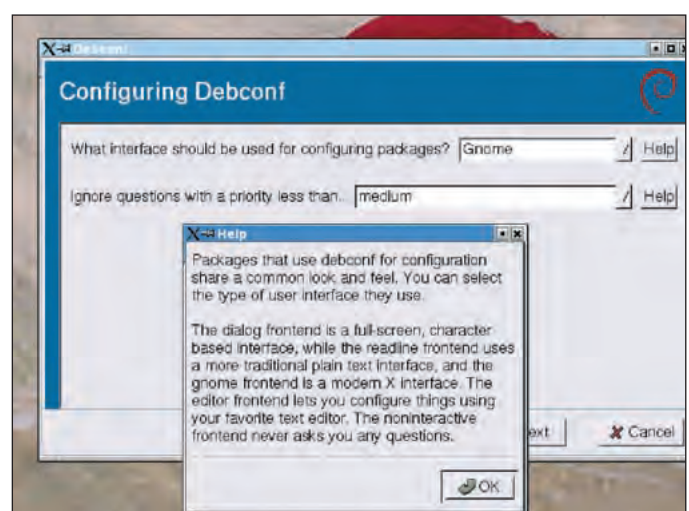 Debconf
Configuring Debconf
What interface should be used for configuring packages? Gnome Help
Ignore questions with a priority less than... medium Help
Help
Packages that use debconf for configuration
share a common look and feel. You can select
the type of user interface they use.
The dialog frontend is a full-screen, character
based interface, while the readline frontend uses
a more traditional plain text interface, and the
gnome frontend is a modern X interface. The
editor frontend lets you configure things using
your favorite text editor. The noninteractive
frontend never asks you any questions.
ext Cancel
OK